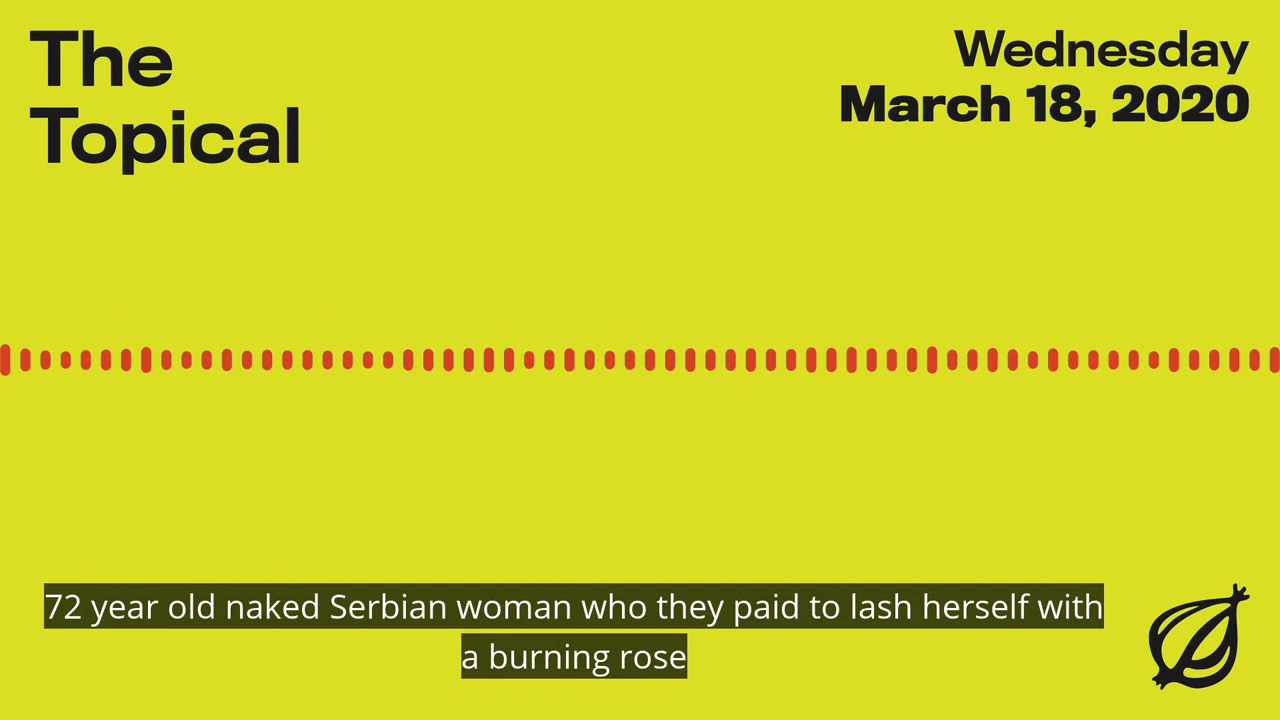 The
Topical
Wednesday
March 18, 2020
72 year old naked Serbian woman who they paid to lash herself with
a burning rose